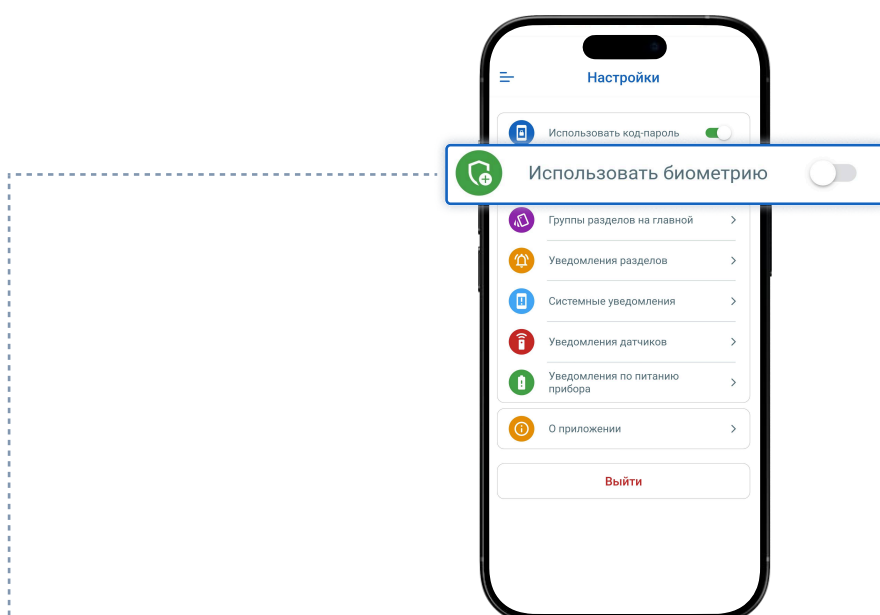 Настройки
Использовать код-пароль
Использовать биометрию
Группы разделов на главной
Уведомления разделов
Системные уведомления
Уведомления датчиков
Уведомления по питанию
прибора
О приложении
Выйти